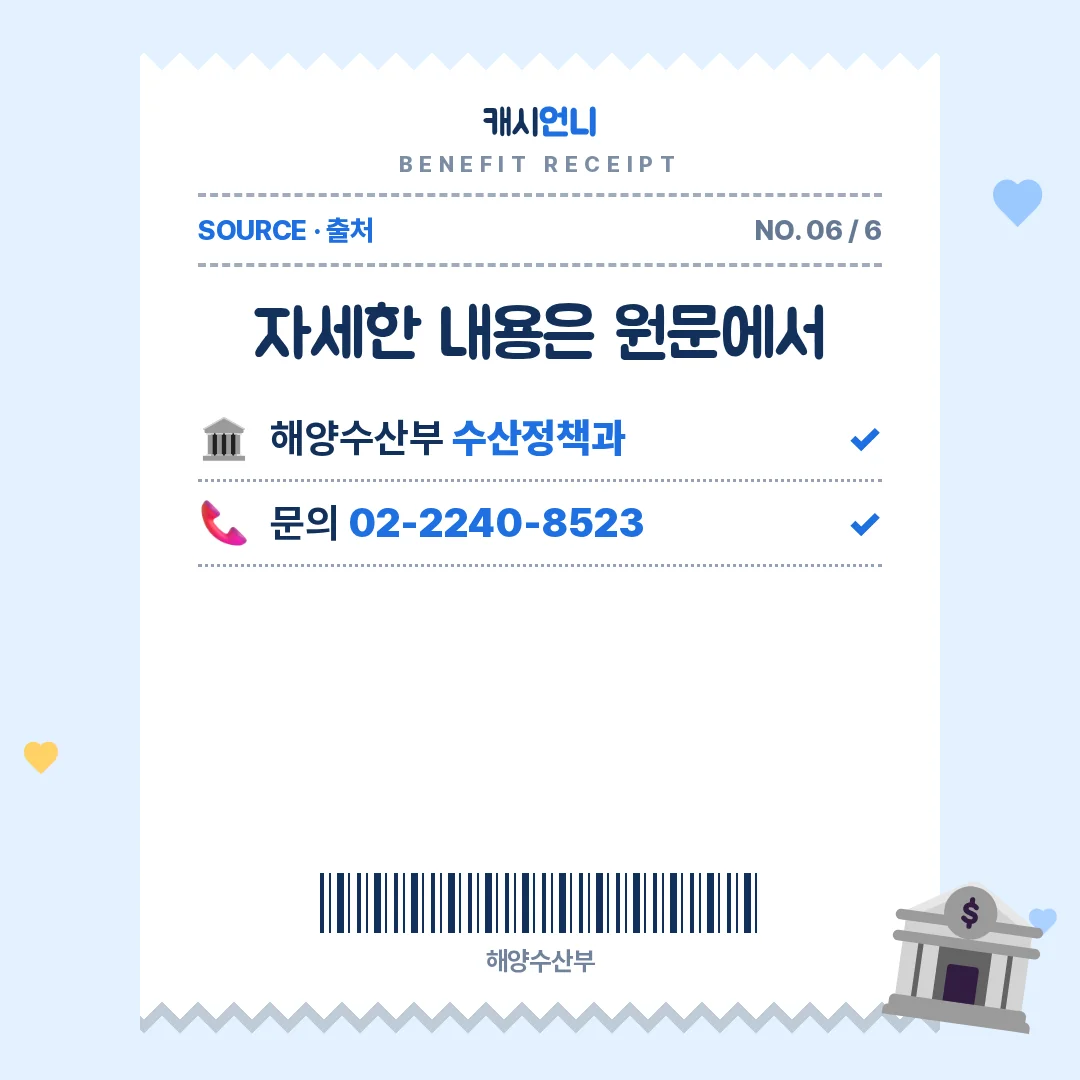 캐시언니
BENEFIT RECEIPT
SOURCE · 출처
NO. 06 / 6
자세한 내용은 원문에서
해양수산부 수산정책과
문의 02-2240-8523
해양수산부
$